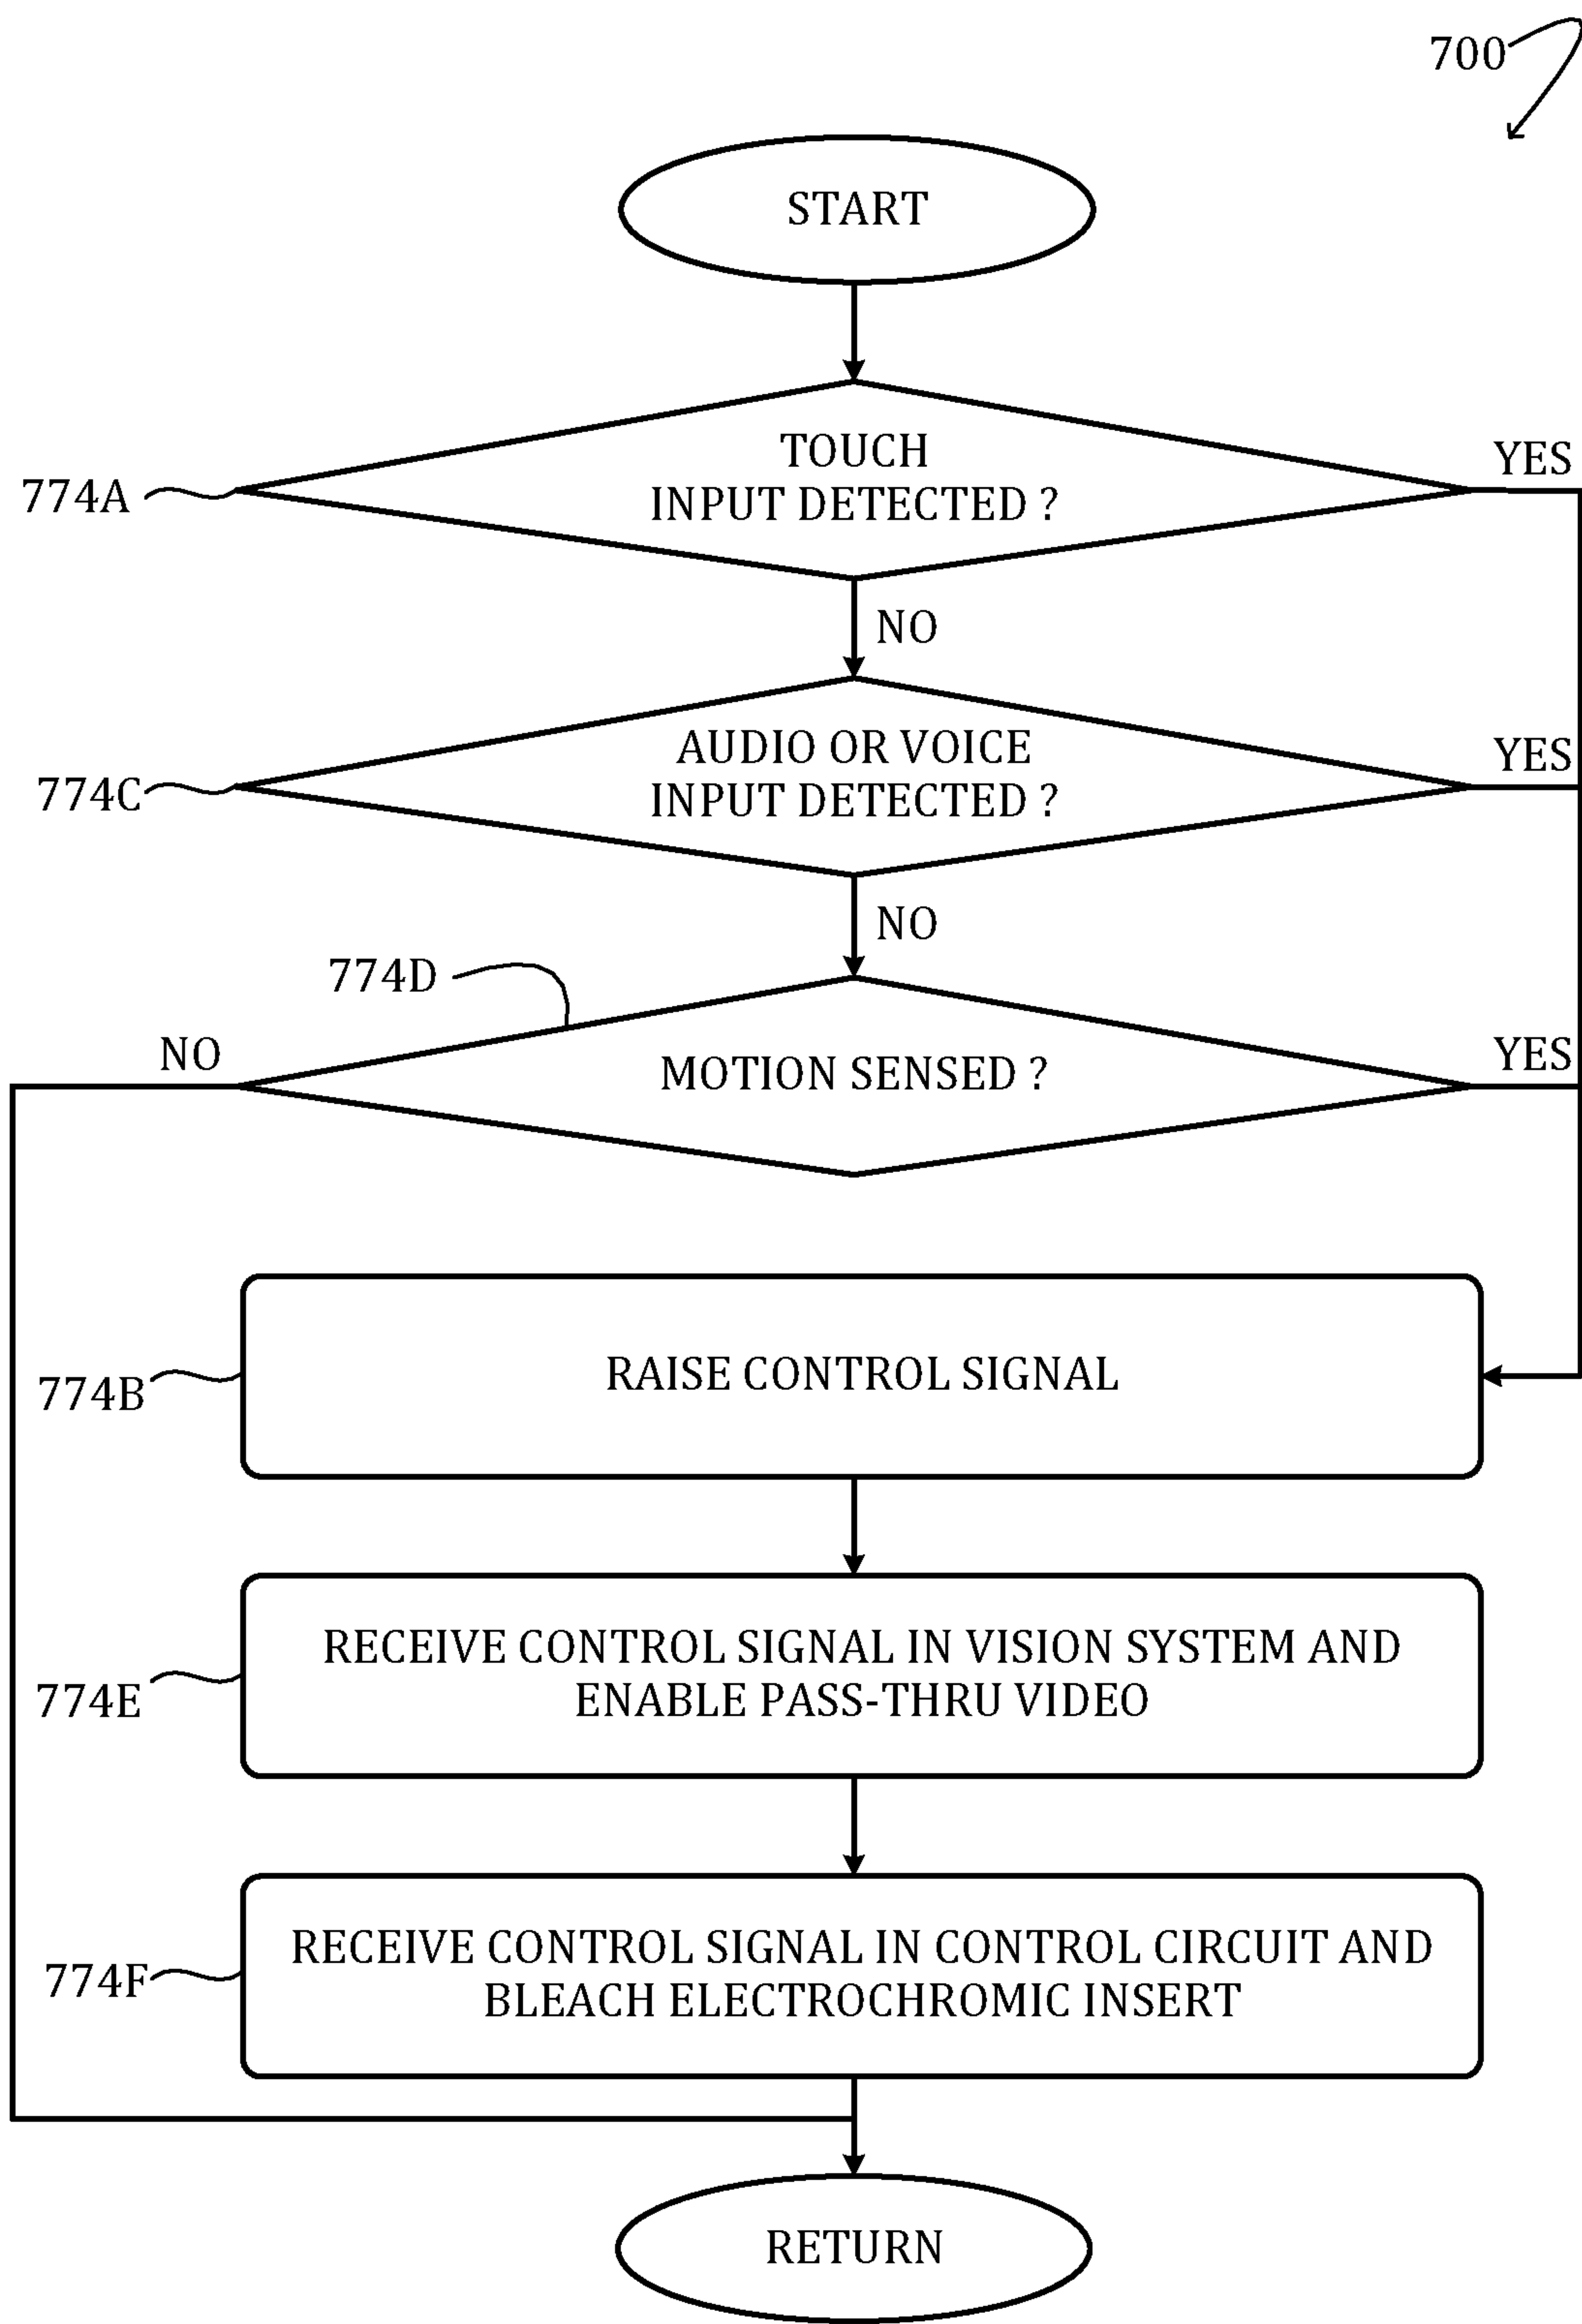 700
START
774A
TOUCH
INPUT DETECTED ?
YES
NO
774C
AUDIO OR VOICE
INPUT DETECTED ?
YES
NO
774D
NO
MOTION SENSED ?
YES
774B
RAISE CONTROL SIGNAL
774E
RECEIVE CONTROL SIGNAL IN VISION SYSTEM AND
ENABLE PASS-THRU VIDEO
774F
RECEIVE CONTROL SIGNAL IN CONTROL CIRCUIT AND
BLEACH ELECTROCHROMIC INSERT
RETURN